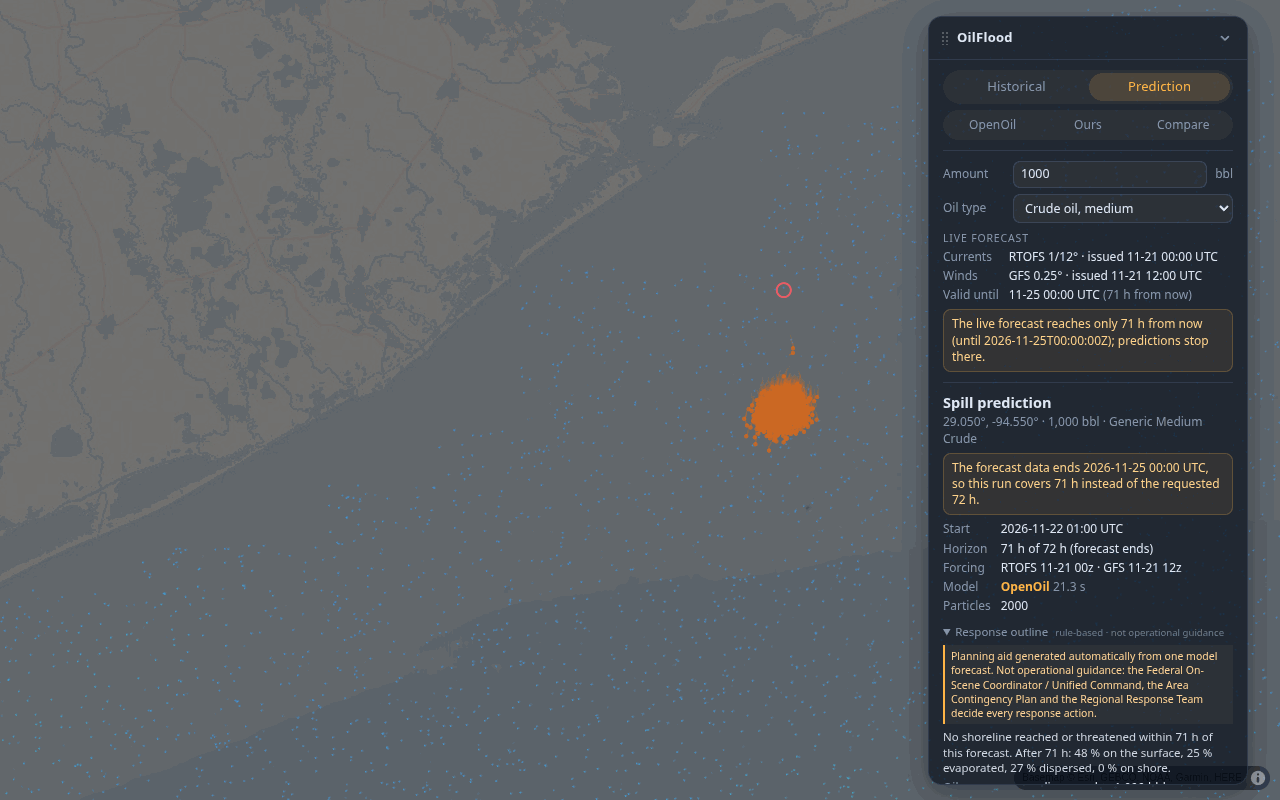 OilFlood
Historical
Prediction
OpenOil
Ours
Compare
Amount
1000
bbl
Oil type
Crude oil, medium
LIVE FORECAST
Currents RTOFS 1/12° · issued 11-21 00:00 UTC
Winds GFS 0.25° · issued 11-21 12:00 UTC
Valid until 11-25 00:00 UTC (71 h from now)
The live forecast reaches only 71 h from now
(until 2026-11-25T00:00:00Z); predictions stop
there.
Spill prediction
29.050°, -94.550° · 1,000 bbl · Generic Medium
Crude
The forecast data ends 2026-11-25 00:00 UTC,
so this run covers 71 h instead of the requested
72 h.
Start 2026-11-22 01:00 UTC
Horizon 71 h of 72 h (forecast ends)
Forcing RTOFS 11-21 00z · GFS 11-21 12z
Model OpenOil 21.3 s
Particles 2000
▼ Response outline rule-based · not operational guidance
Planning aid generated automatically from one model
forecast. Not operational guidance: the Federal On-
Scene Coordinator / Unified Command, the Area
Contingency Plan and the Regional Response Team
decide every response action.
No shoreline reached or threatened within 71 h of
this forecast. After 71 h: 48 % on the surface, 25 %
evaporated, 27 % dispersed, 0 % on shore.